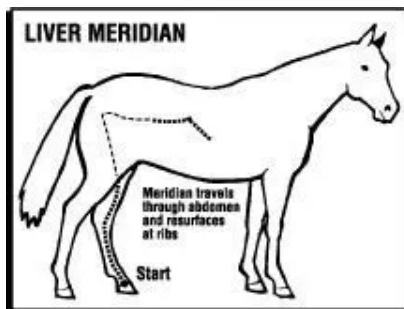 LIVER MERIDIAN
Meridian travels
through abdomen
and resurfaces
at ribs
Start